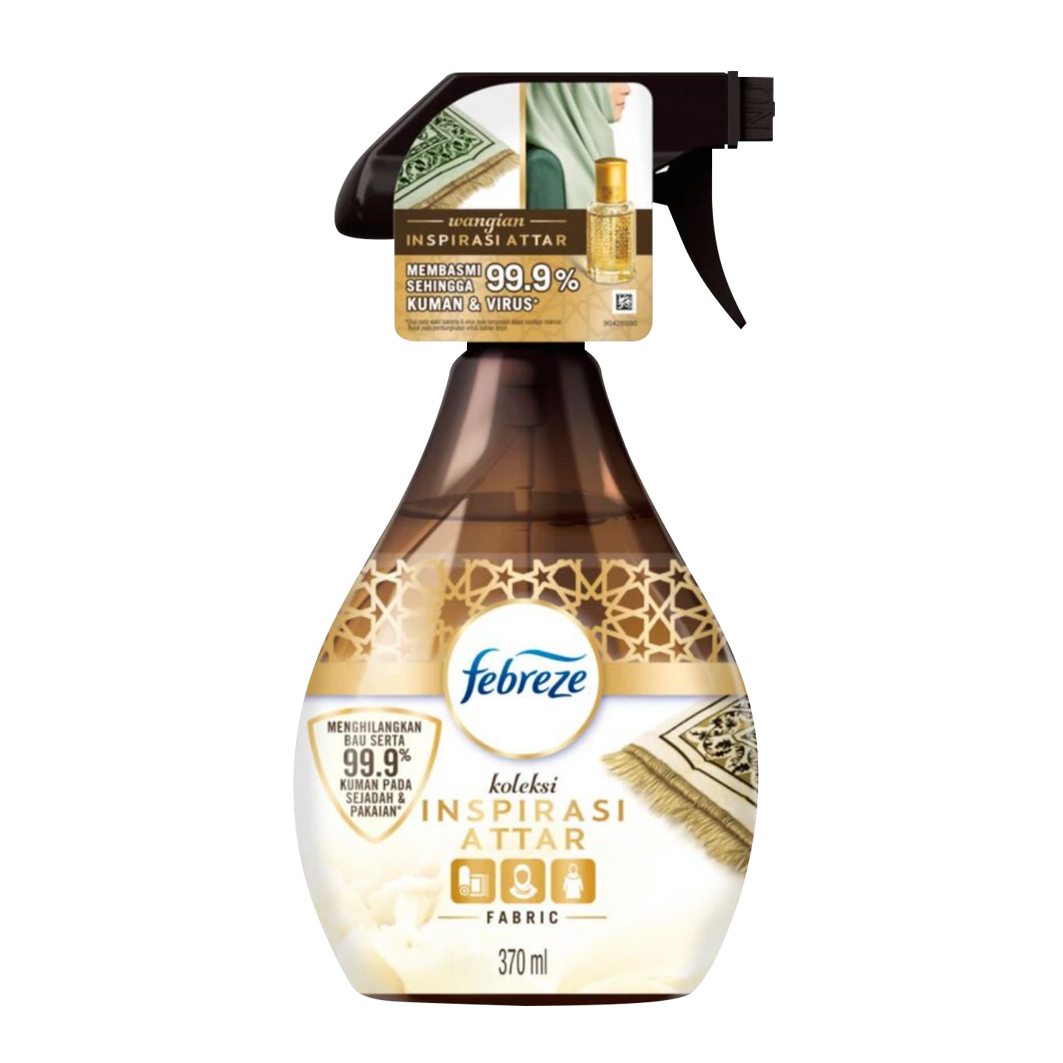 wangian
INSPIRASI ATTAR
MEMBASMI
SEHINGGA 99.9%
KUMAN & VIRUS*
90426990
febreze
MENGHILANGKAN
BAU SERTA
99.9%
KUMAN PADA
SEJADAH &
PAKAIAN*
koleksi
INSPIRASI
ATTAR
FABRIC
370 ml